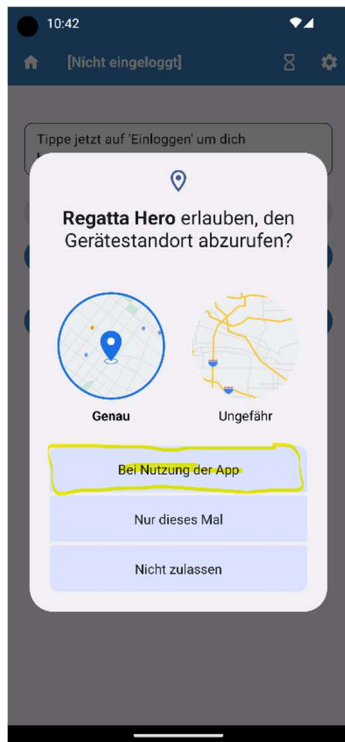 10:42
[Nicht eingeloggt]
Tippe jetzt auf 'Einloggen' um dich
Regatta Hero erlauben, den
Gerätestandort abzurufen?
Genau
Ungefähr
Bei Nutzung der App
Nur dieses Mal
Nicht zulassen